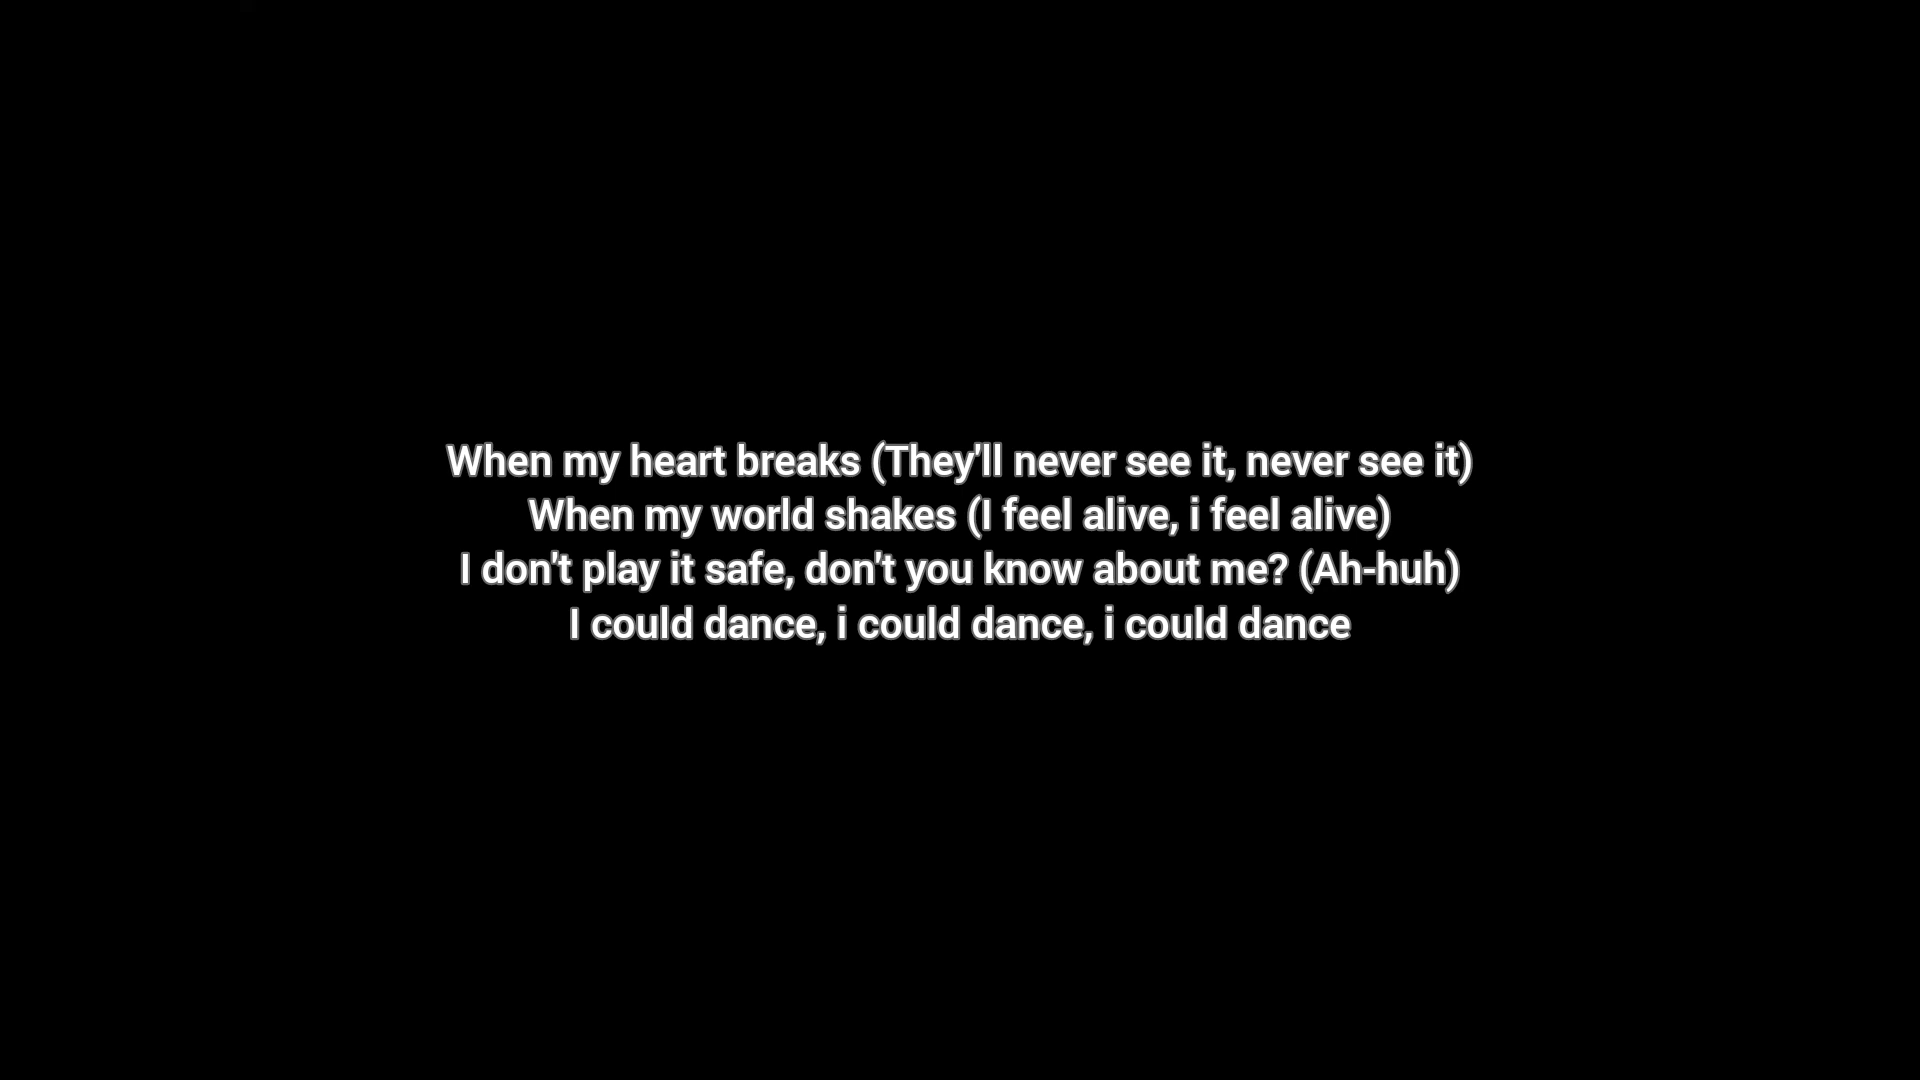 When my heart breaks (They'll never see it, never see it)
When my world shakes (I feel alive, i feel alive)
I don't play it safe, don't you know about me? (Ah-huh)
I could dance, i could dance, i could dance